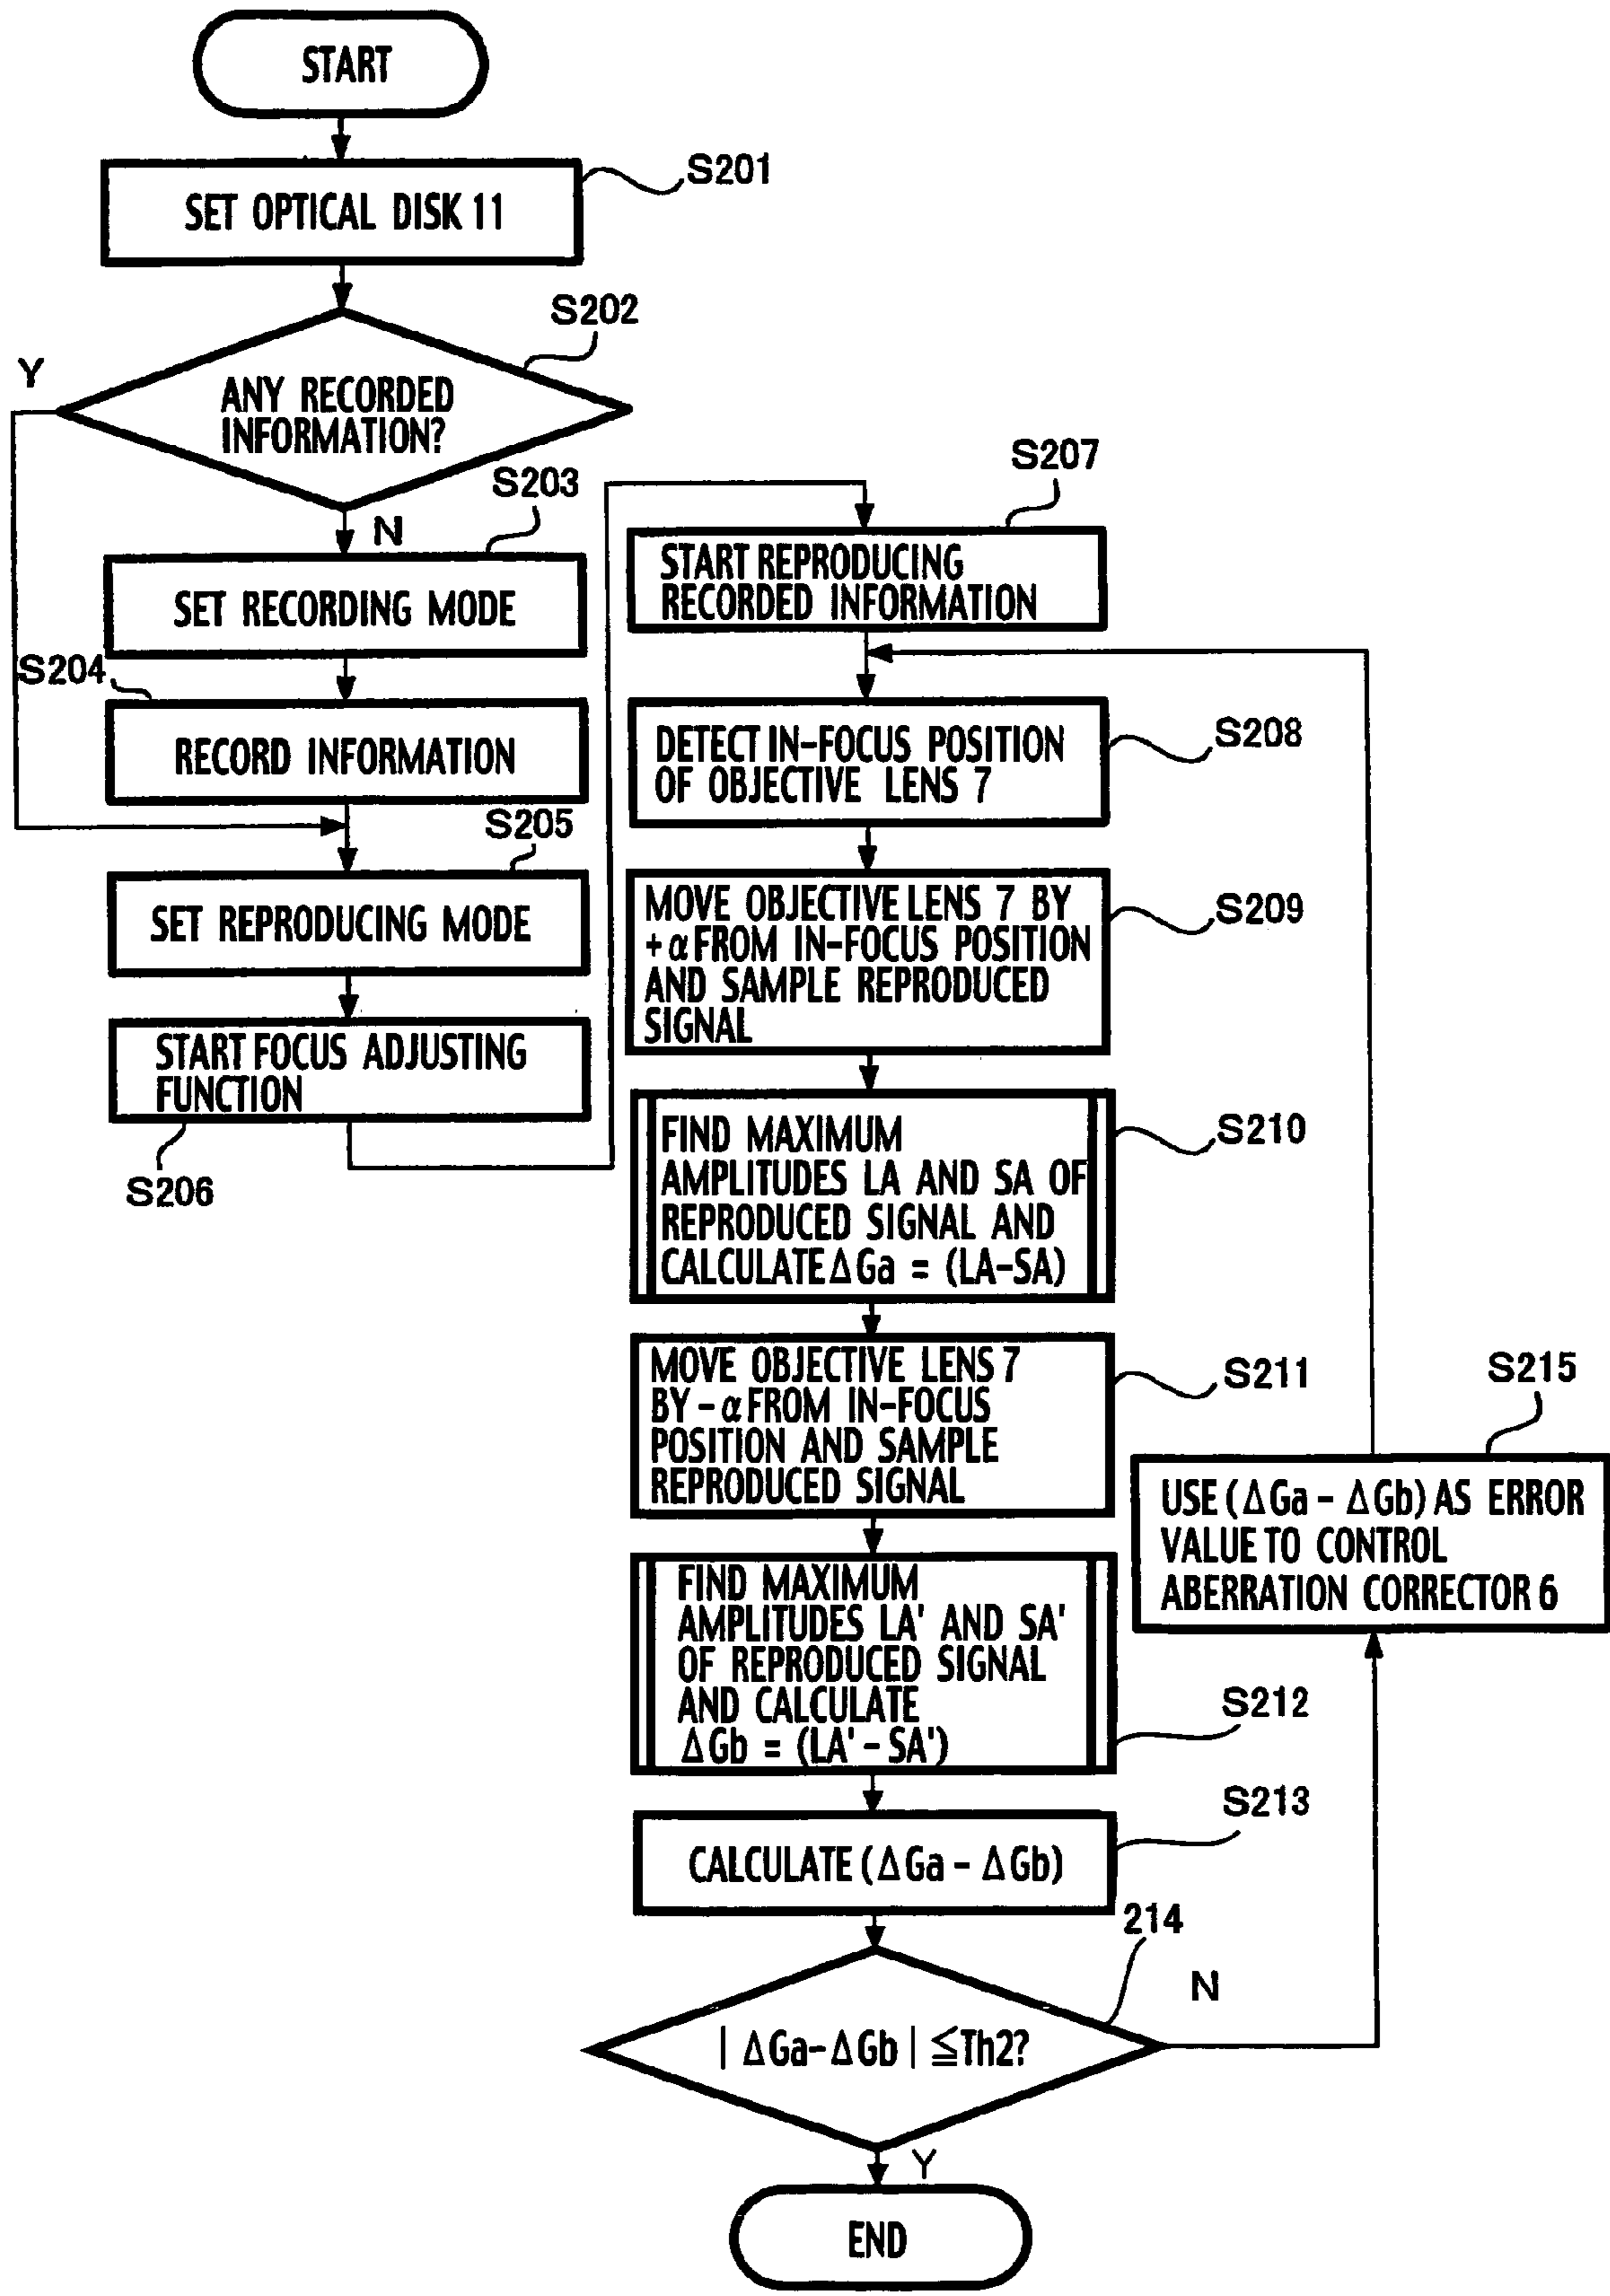 START
S201
SET OPTICAL DISK 11
S202
Y
ANY RECORDED
INFORMATION?
N
S203
SET RECORDING MODE
S204
RECORD INFORMATION
S205
SET REPRODUCING MODE
START FOCUS ADJUSTING
FUNCTION
S206
S207
START REPRODUCING
RECORDED INFORMATION
S208
DETECT IN-FOCUS POSITION
OF OBJECTIVE LENS 7
S209
MOVE OBJECTIVE LENS 7 BY
+α FROM IN-FOCUS POSITION
AND SAMPLE REPRODUCED
SIGNAL
S210
FIND MAXIMUM
AMPLITUDES LA AND SA OF
REPRODUCED SIGNAL AND
CALCULATE ΔGa = (LA-SA)
S211
MOVE OBJECTIVE LENS 7
BY -α FROM IN-FOCUS
POSITION AND SAMPLE
REPRODUCED SIGNAL
FIND MAXIMUM
AMPLITUDES LA' AND SA'
OF REPRODUCED SIGNAL
AND CALCULATE
ΔGb = (LA'-SA')
S212
S213
CALCULATE (ΔGa - ΔGb)
214
| ΔGa-ΔGb | ≦Th2?
N
Y
S215
USE (ΔGa - ΔGb) AS ERROR
VALUE TO CONTROL
ABERRATION CORRECTOR 6
END